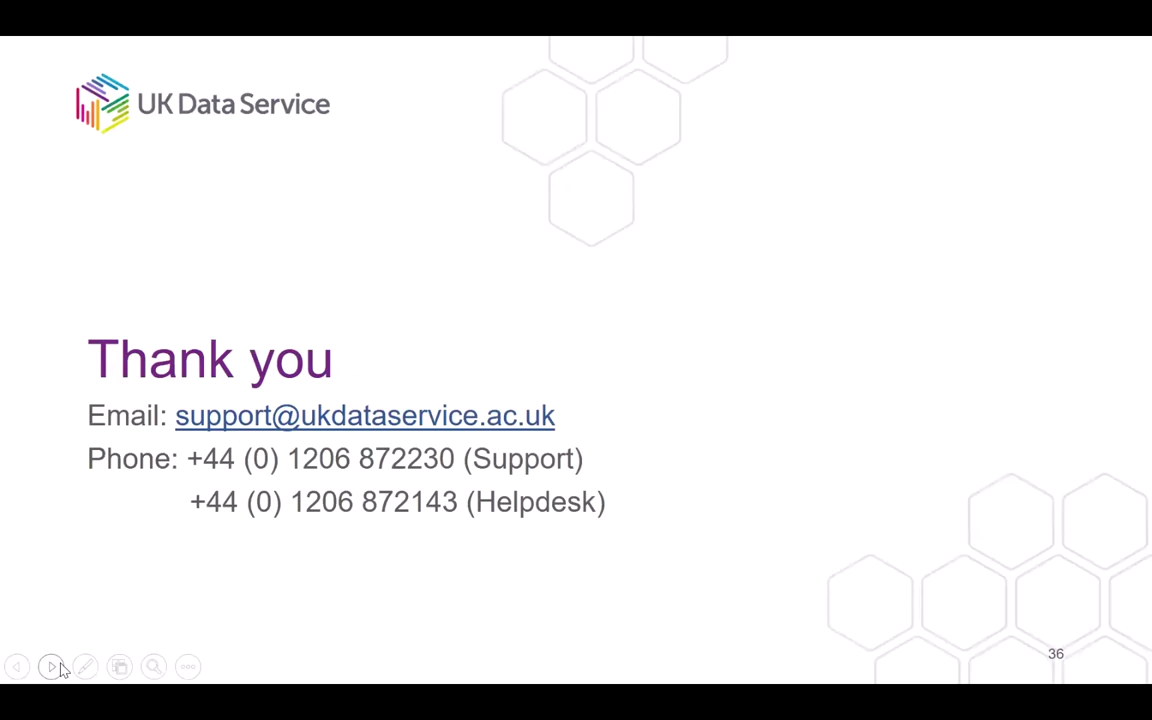 UK Data Service
Thank you
Email: support@ukdataservice.ac.uk
Phone: +44 (0) 1206 872230 (Support)
+44 (0) 1206 872143 (Helpdesk)
36